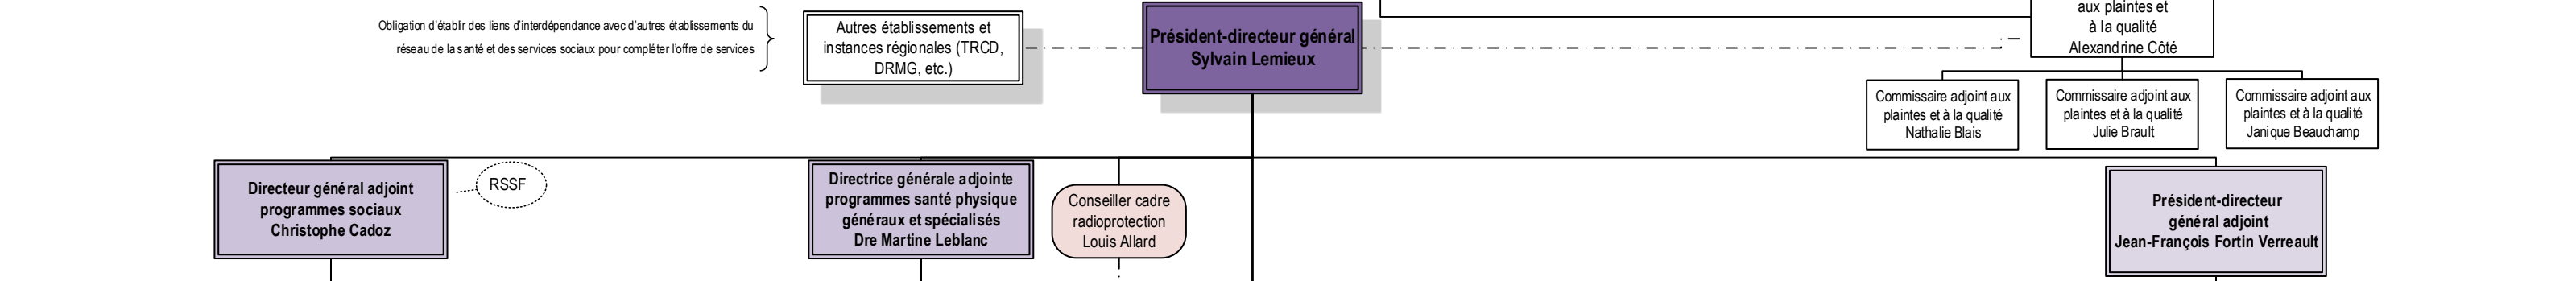 Obligation d'établir des liens d'interdépendance avec d'autres établissements du
réseau de la santé et des services sociaux pour compléter l'offre de services
Autres établissements et
instances régionales (TRCD,
DRMG, etc.)
Président-directeur général
Sylvain Lemieux
aux plaintes et
à la qualité
Alexandrine Côté
Commissaire adjoint aux
plaintes et à la qualité
Nathalie Blais
Commissaire adjoint aux
plaintes et à la qualité
Julie Brault
Commissaire adjoint aux
plaintes et à la qualité
Janique Beauchamp
Directeur général adjoint
programmes sociaux
Christophe Cadoz
RSSF
Directrice générale adjointe
programmes santé physique
généraux et spécialisés
Dre Martine Leblanc
Conseiller cadre
radioprotection
Louis Allard
Président-directeur
général adjoint
Jean-François Fortin Verreault